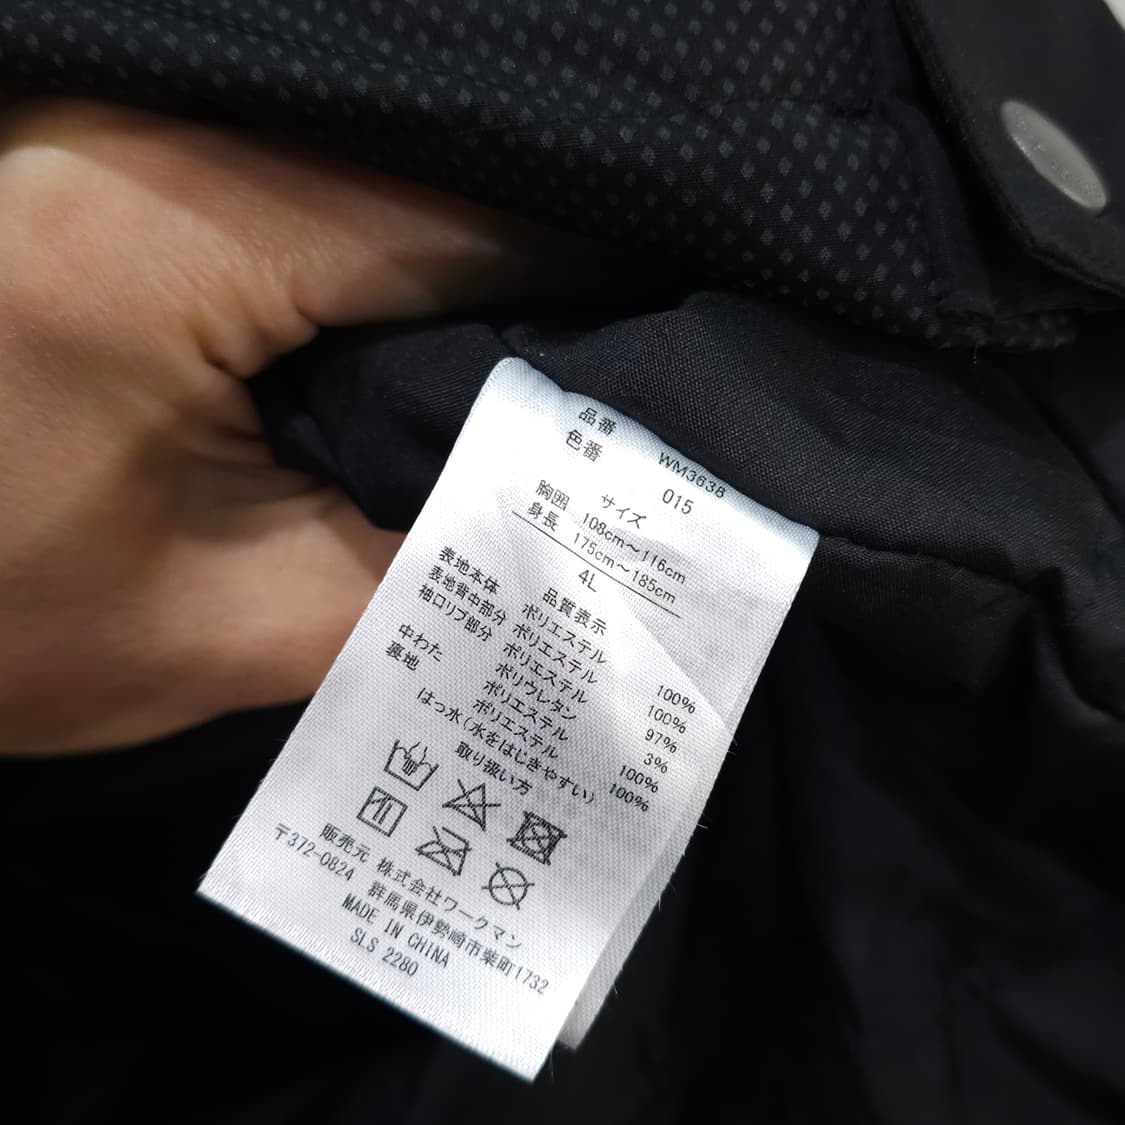 品番 WM3638
色番 015
サイズ
胸囲 108cm～116cm
身長 175cm～185cm
4L
品質表示
表地本体 ポリエステル 100%
表地背中部分 ポリエステル 100%
袖口リブ部分 ポリエステル 97%
ポリウレタン 3%
中わた ポリエステル 100%
裏地 ポリエステル 100%
はっ水(水をはじきやすい)
取り扱い方
販売元 株式会社ワークマン
〒372-0824 群馬県伊勢崎市柴町1732
MADE IN CHINA
SLS 2280